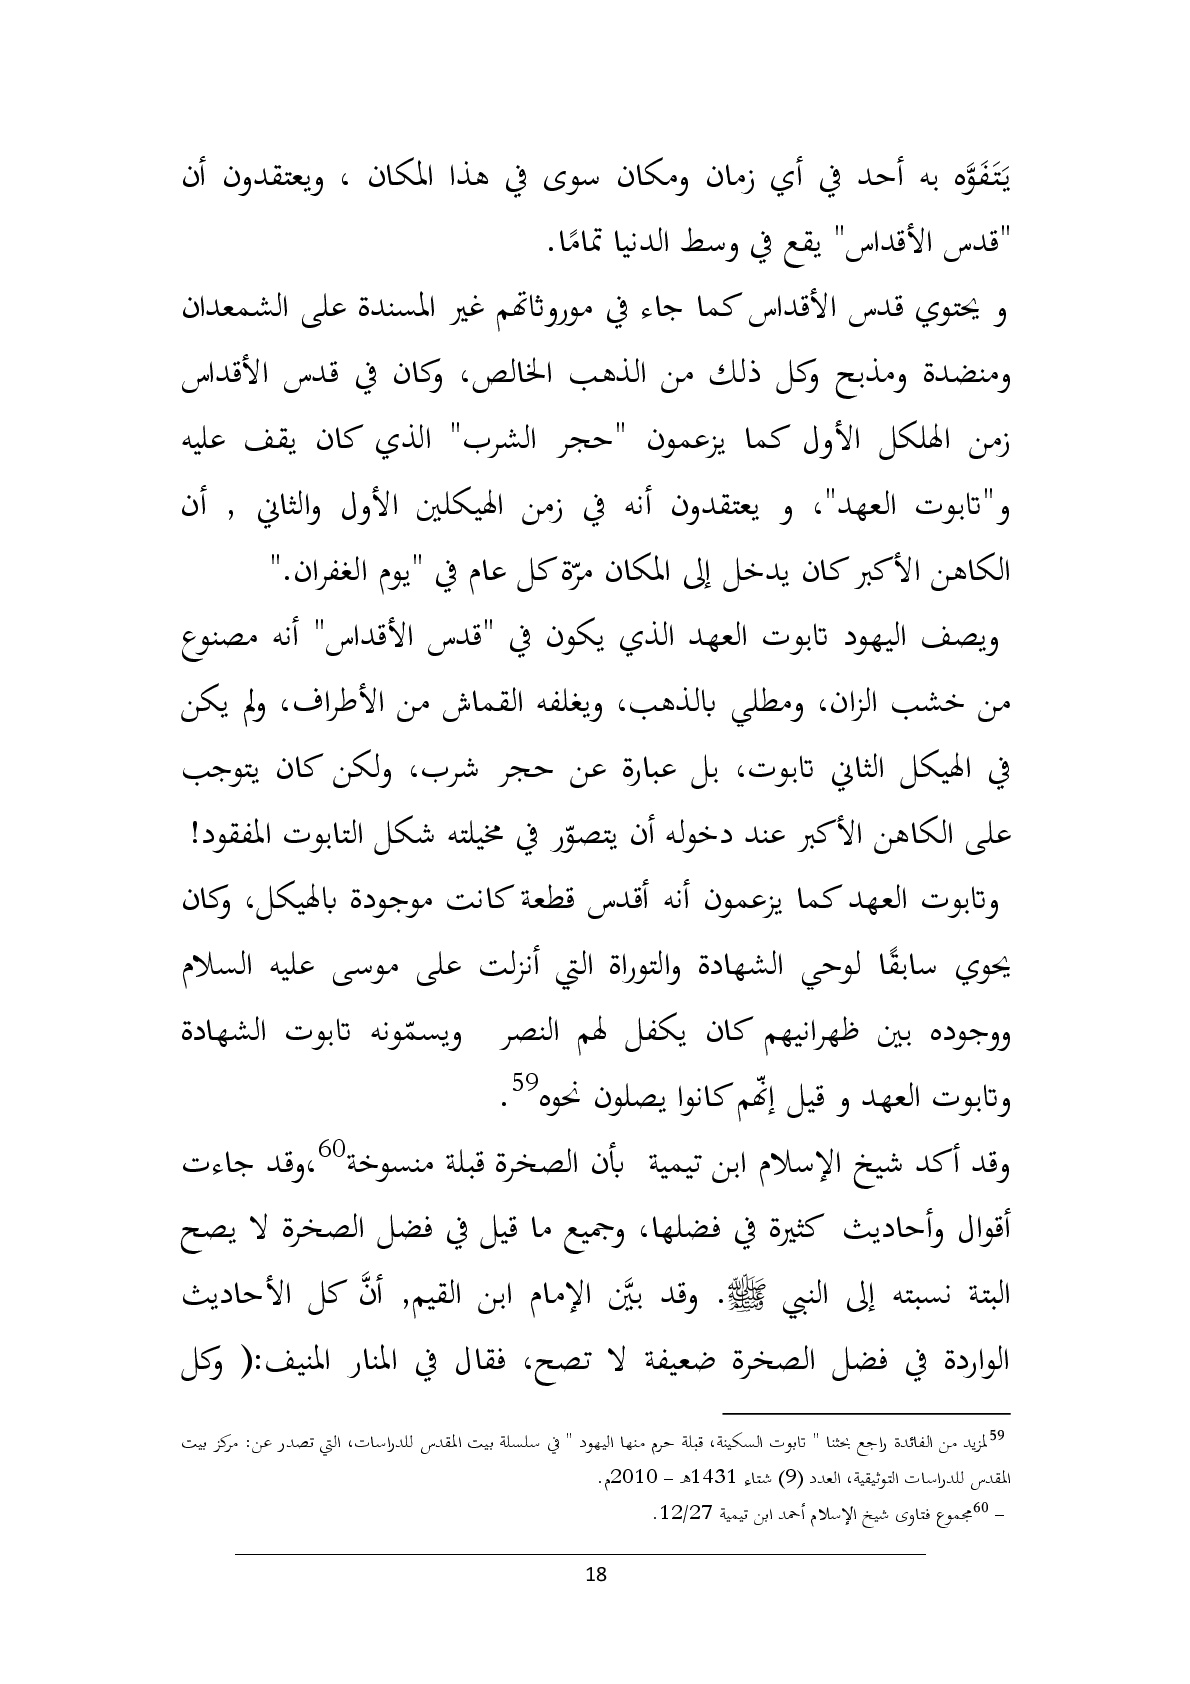 يَتَفَوَّه به أحد في أي زمان ومكان سوى في هذا المكان ، ويعتقدون أن
"قدس الأقداس" يقع في وسط الدنيا تمامًا.
و يحتوي قدس الأقداس كما جاء في موروثاتهم غير المسندة على الشمعدان
ومنضدة ومذبح وكل ذلك من الذهب الخالص، وكان في قدس الأقداس
زمن الهلكل الأول كما يزعمون "حجر الشرب" الذي كان يقف عليه
و"تابوت العهد"، و يعتقدون أنه في زمن الهيكلين الأول والثاني , أن
الكاهن الأكبر كان يدخل إلى المكان مرّة كل عام في "يوم الغفران."
ويصف اليهود تابوت العهد الذي يكون في "قدس الأقداس" أنه مصنوع
من خشب الزان، ومطلي بالذهب، ويغلفه القماش من الأطراف، ولم يكن
في الهيكل الثاني تابوت، بل عبارة عن حجر شرب، ولكن كان يتوجب
على الكاهن الأكبر عند دخوله أن يتصوّر في مخيلته شكل التابوت المفقود!
وتابوت العهد كما يزعمون أنه أقدس قطعة كانت موجودة بالهيكل، وكان
يحوي سابقًا لوحي الشهادة والتوراة التي أنزلت على موسى عليه السلام
ووجوده بين ظهرانيهم كان يكفل لهم النصر ويسمّونه تابوت الشهادة
وتابوت العهد و قيل إنّهم كانوا يصلون نحوه59.
وقد أكد شيخ الإسلام ابن تيمية بأن الصخرة قبلة منسوخة60،وقد جاءت
أقوال وأحاديث كثيرة في فضلها، وجميع ما قيل في فضل الصخرة لا يصح
البتة نسبته إلى النبي ﷺ. وقد بيَّن الإمام ابن القيم, أنَّ كل الأحاديث
الواردة في فضل الصخرة ضعيفة لا تصح، فقال في المنار المنيف:( وكل
59لمزيد من الفائدة راجع بحثنا " تابوت السكينة، قبلة حرم منها اليهود " في سلسلة بيت المقدس للدراسات، التي تصدر عن: مركز بيت
المقدس للدراسات التوثيقية، العدد (9) شتاء 1431هـ – 2010م.
– 60مجموع فتاوى شيخ الإسلام أحمد ابن تيمية 12/27.
18